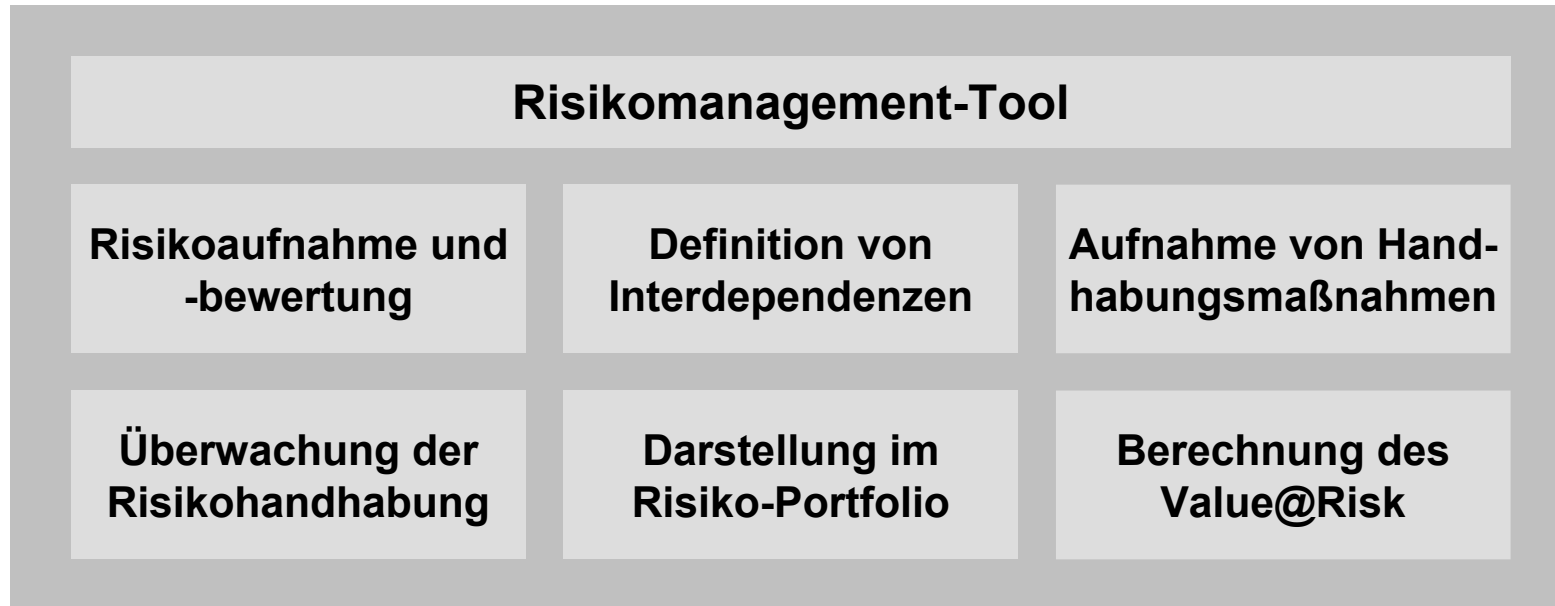 Risikomanagement-Tool
Risikoaufnahme und
-bewertung
Definition von
Interdependenzen
Aufnahme von Hand-
habungsmaßnahmen
Überwachung der
Risikohandhabung
Darstellung im
Risiko-Portfolio
Berechnung des
Value@Risk